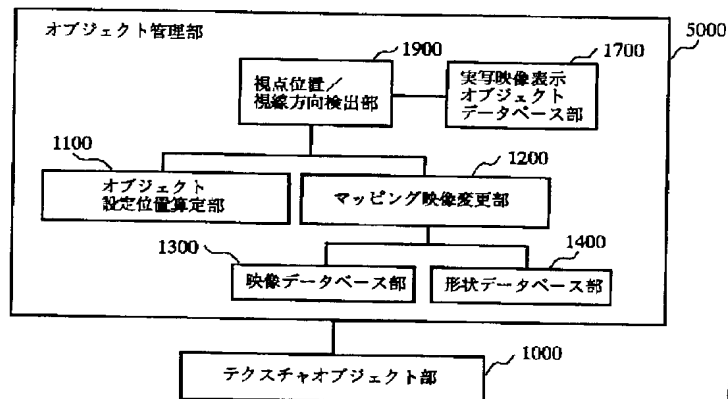 オブジェクト管理部
5000
1900
視点位置／
視線方向検出部
1700
実写映像表示
オブジェクト
データベース部
1100
オブジェクト
設定位置算定部
1200
マッピング映像変更部
1300
映像データベース部
1400
形状データベース部
1000
テクスチャオブジェクト部